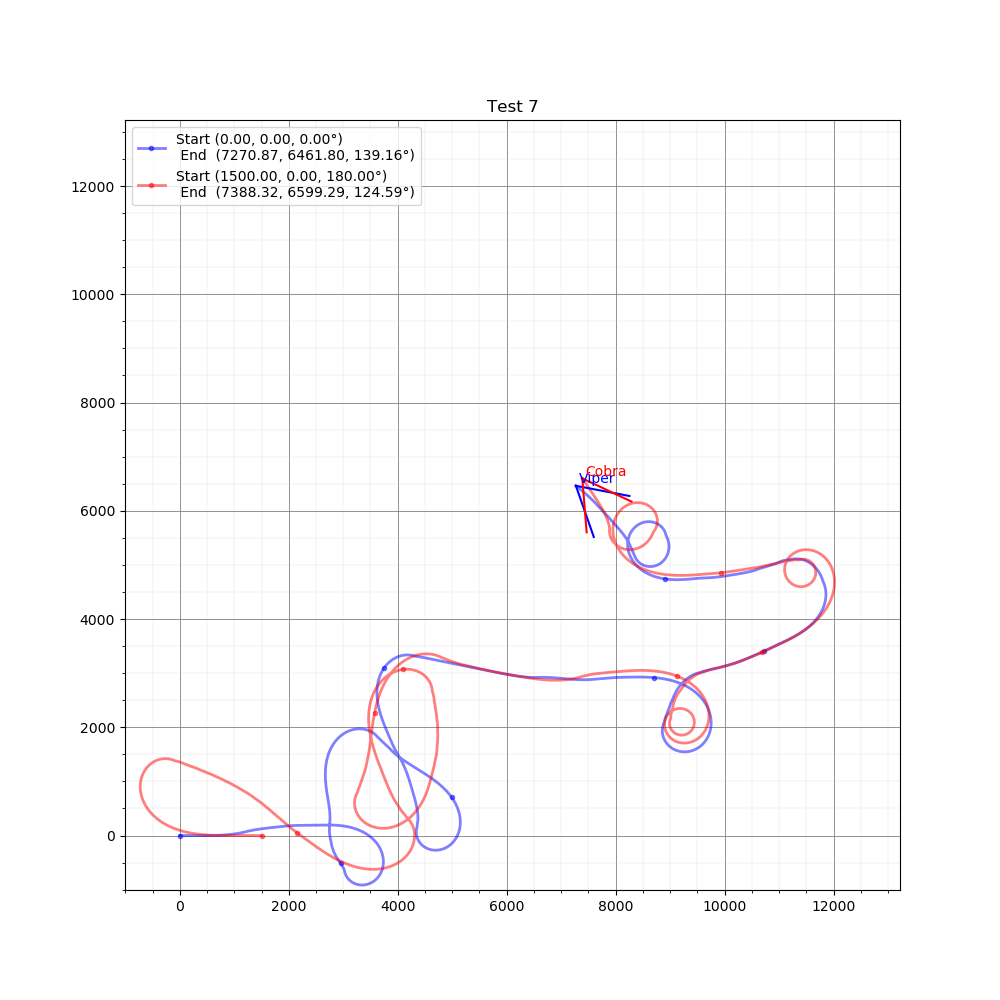 Test 7
Start (0.00, 0.00, 0.00°)
End (7270.87, 6461.80, 139.16°)
Start (1500.00, 0.00, 180.00°)
End (7388.32, 6599.29, 124.59°)
12000
10000
8000
6000
4000
2000
0
Cobra
Viper
0 2000 4000 6000 8000 10000 12000